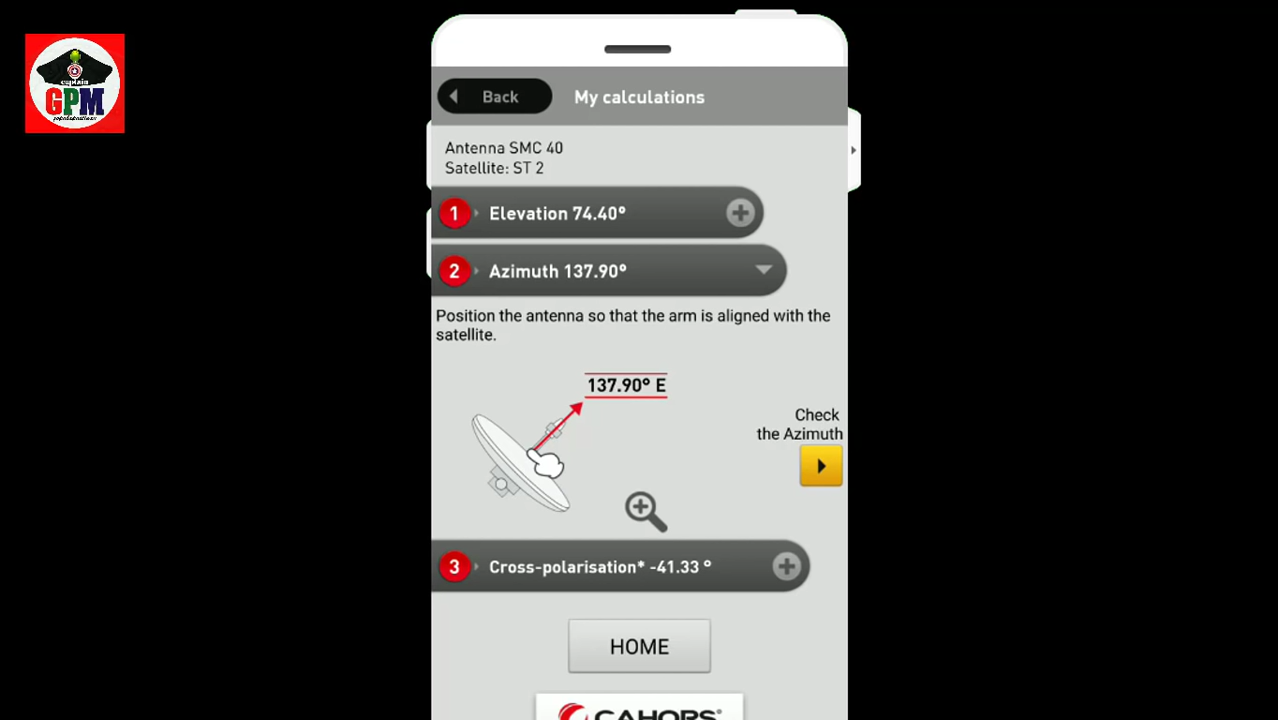 captain
GPM
Back
My calculations
Antenna SMC 40
Satellite: ST 2
1 Elevation 74.40°
2 Azimuth 137.90°
Position the antenna so that the arm is aligned with the
satellite.
137.90° E
Check
the Azimuth
3 Cross-polarisation* -41.33 °
HOME
CAHORS®